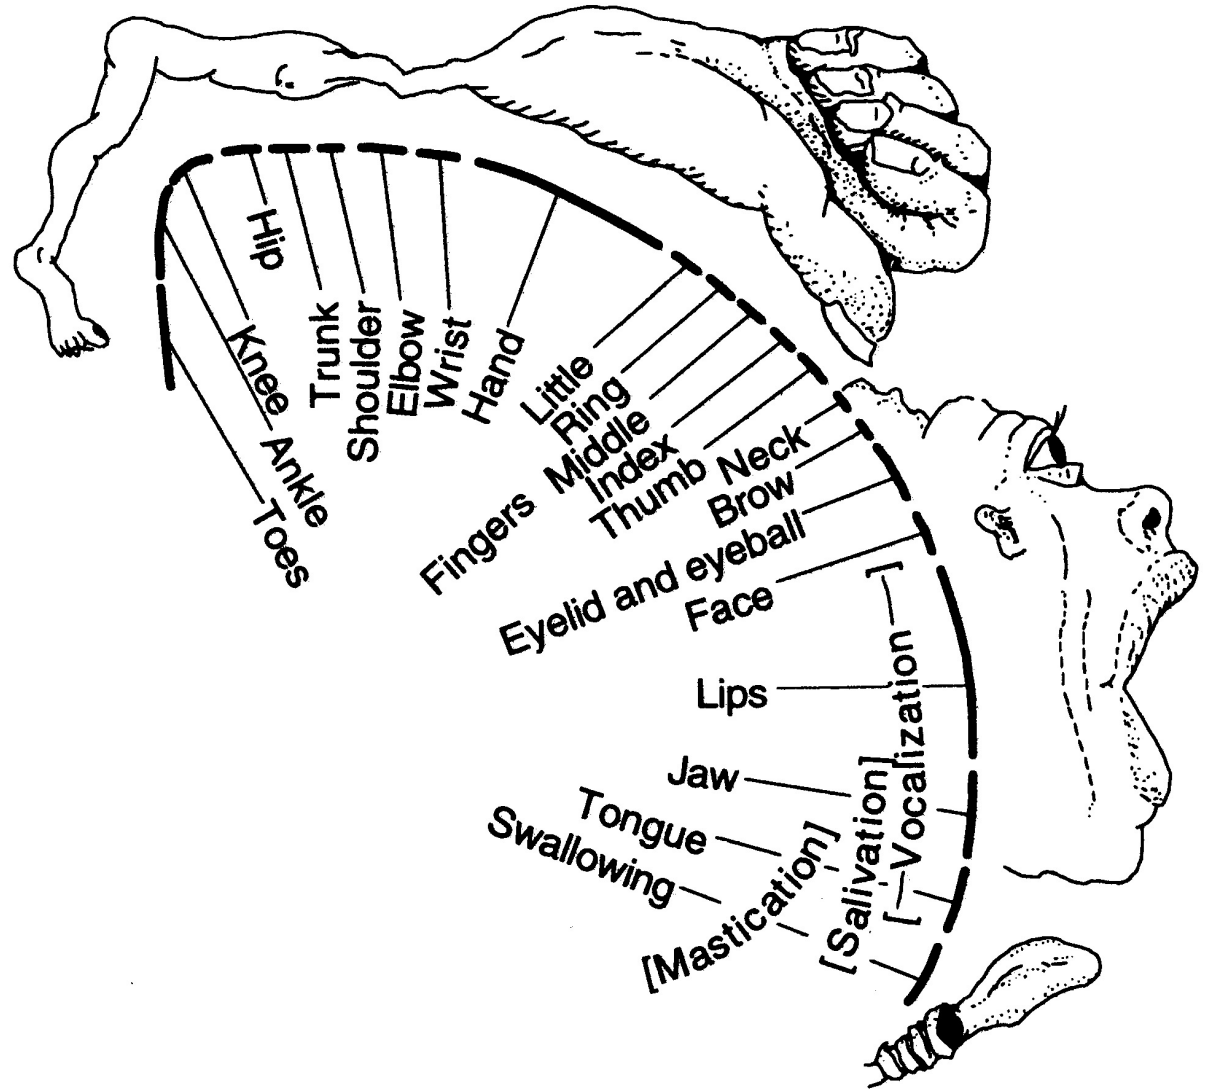 Toes
Ankle
Knee
Hip
Trunk
Shoulder
Elbow
Wrist
Hand
Fingers
Little
Ring
Middle
Index
Thumb
Neck
Brow
Eyelid and eyeball
Face
Lips
Jaw
Tongue
Swallowing
[Mastication]
[Salivation]
[Vocalization]